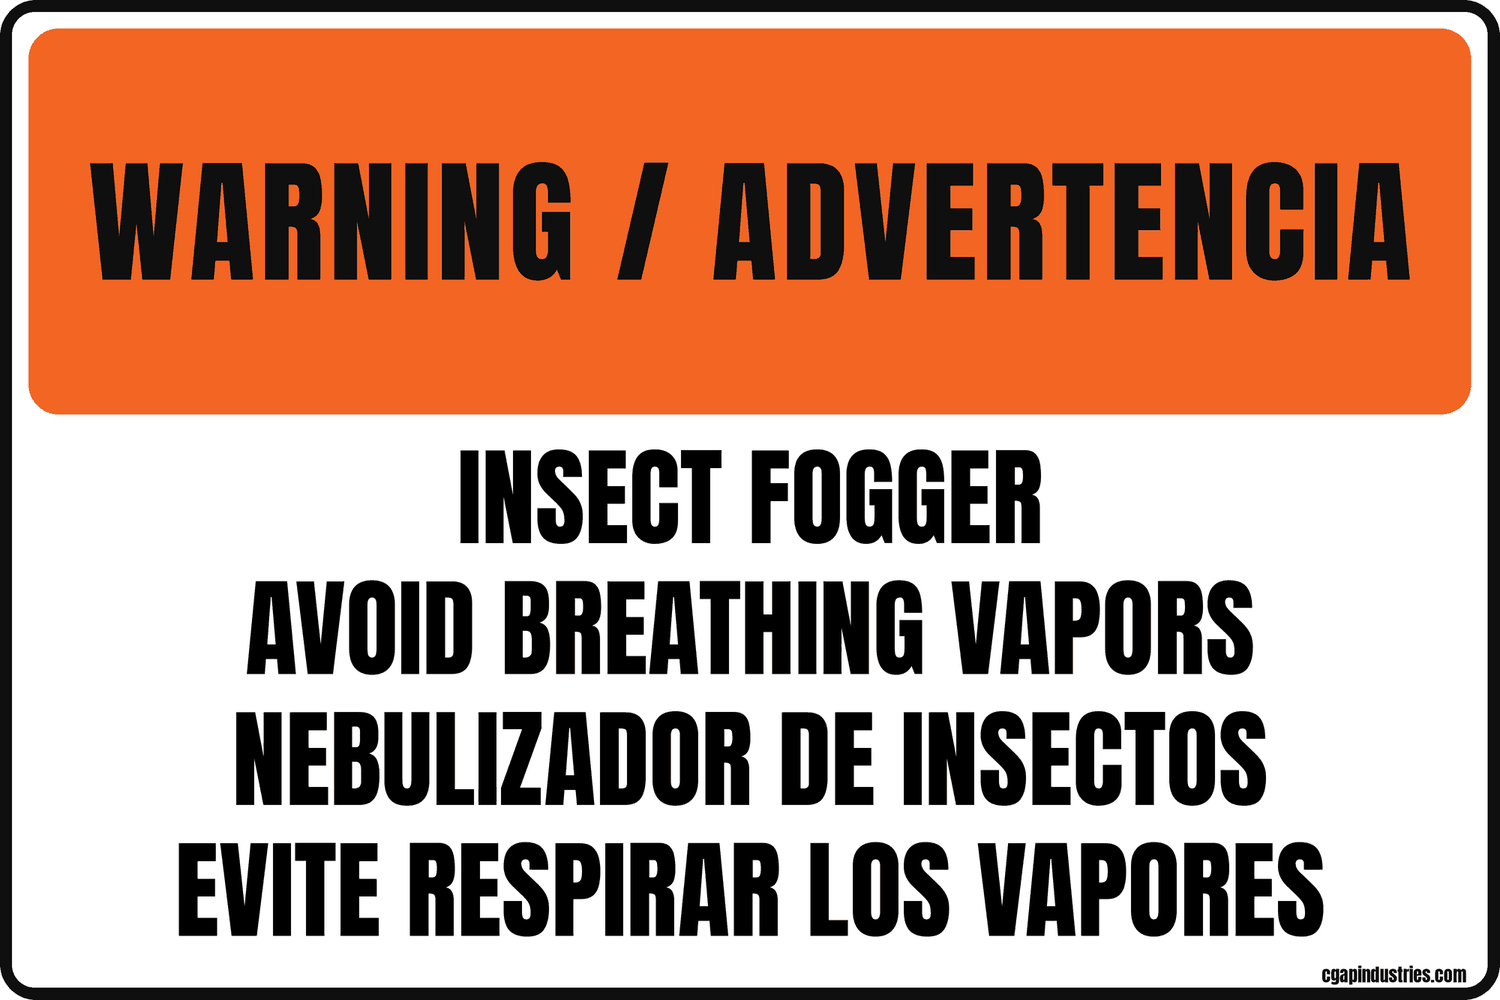 WARNING / ADVERTENCIA
INSECT FOGGER
AVOID BREATHING VAPORS
NEBULIZADOR DE INSECTOS
EVITE RESPIRAR LOS VAPORES
cgapindustries.com